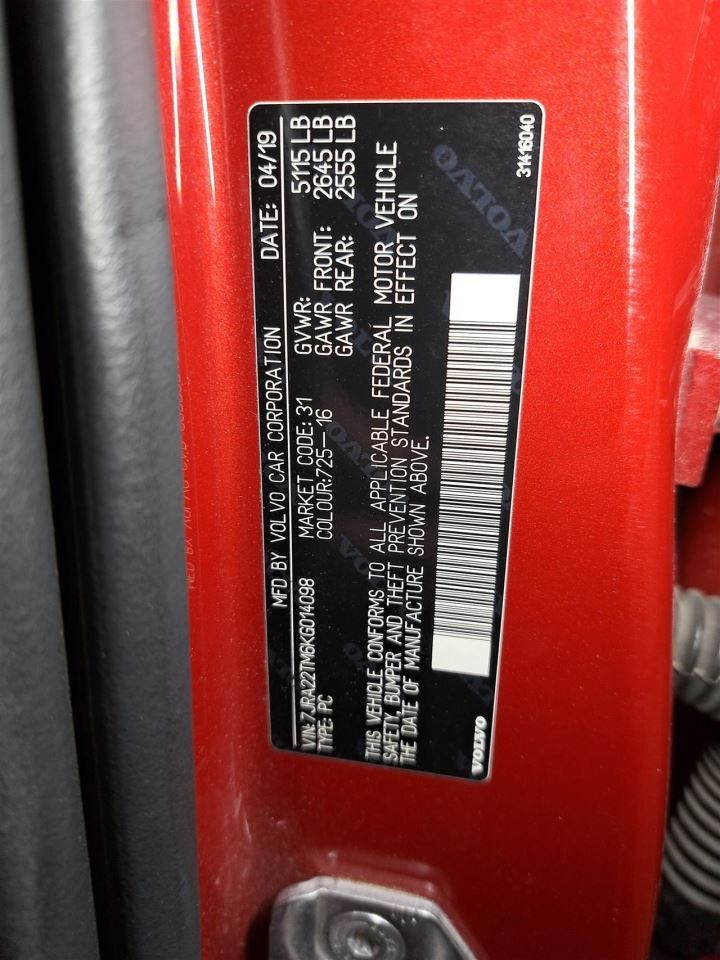 MFD BY VOLVO CAR CORPORATION DATE: 04/19
VIN: 7JRA22TM6KG014098 MARKET CODE: 31 GVWR: 5115 LB
TYPE: PC COLOUR: 725—16 GAWR FRONT: 2645 LB
GAWR REAR: 2555 LB
THIS VEHICLE CONFORMS TO ALL APPLICABLE FEDERAL MOTOR VEHICLE
SAFETY, BUMPER AND THEFT PREVENTION STANDARDS IN EFFECT ON
THE DATE OF MANUFACTURE SHOWN ABOVE.
VOLVO
VOLVO
31416040